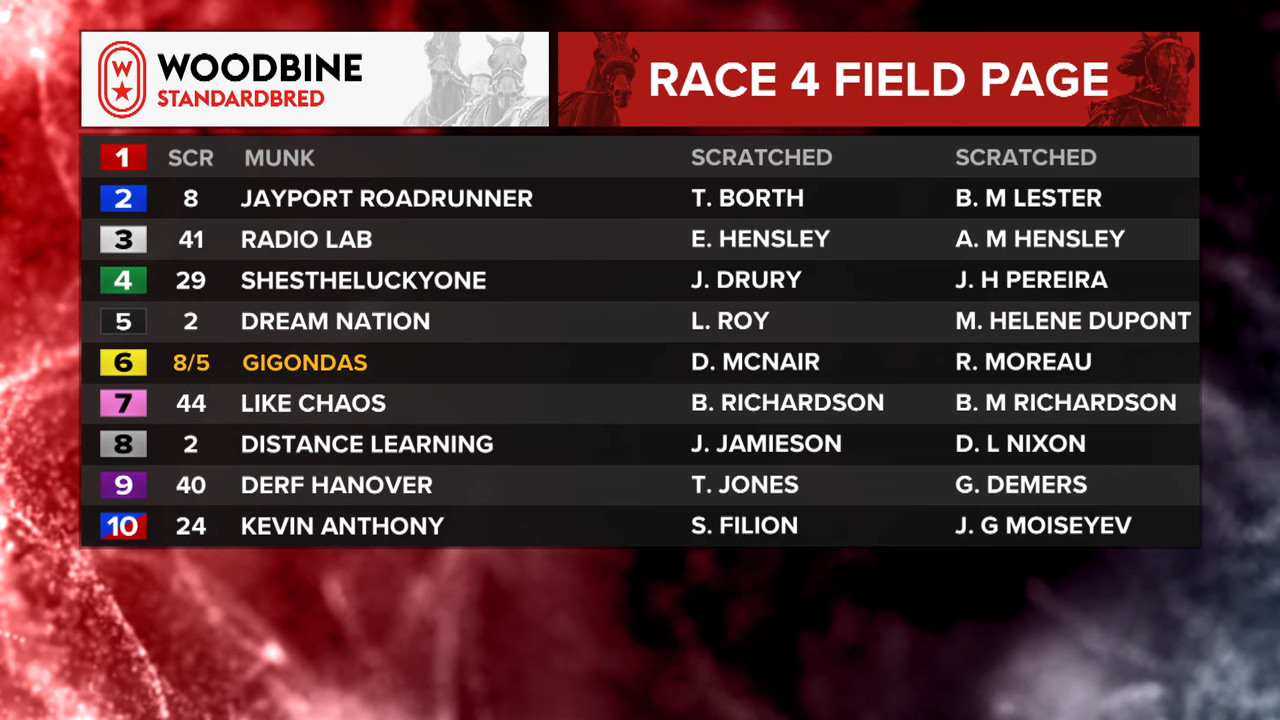 W
WOODBINE
STANDARDBRED
RACE 4 FIELD PAGE
1 SCR MUNK SCRATCHED SCRATCHED
2 8 JAYPORT ROADRUNNER T. BORTH B. M LESTER
3 41 RADIO LAB E. HENSLEY A. M HENSLEY
4 29 SHESTHELUCKYONE J. DRURY J. H PEREIRA
5 2 DREAM NATION L. ROY M. HELENE DUPONT
6 8/5 GIGONDAS D. MCNAIR R. MOREAU
7 44 LIKE CHAOS B. RICHARDSON B. M RICHARDSON
8 2 DISTANCE LEARNING J. JAMIESON D. L NIXON
9 40 DERF HANOVER T. JONES G. DEMERS
10 24 KEVIN ANTHONY S. FILION J. G MOISEYEV